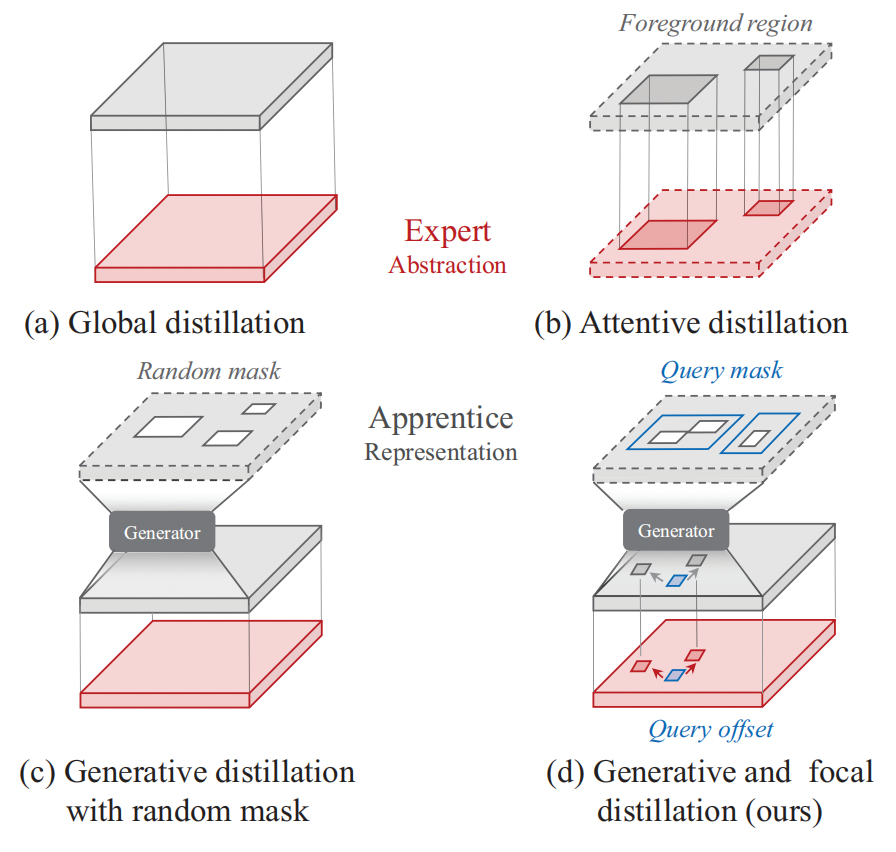 Foreground region
Expert
Abstraction
(a) Global distillation
(b) Attentive distillation
Random mask
Query mask
Apprentice
Representation
Generator
Generator
Query offset
(c) Generative distillation
with random mask
(d) Generative and focal
distillation (ours)